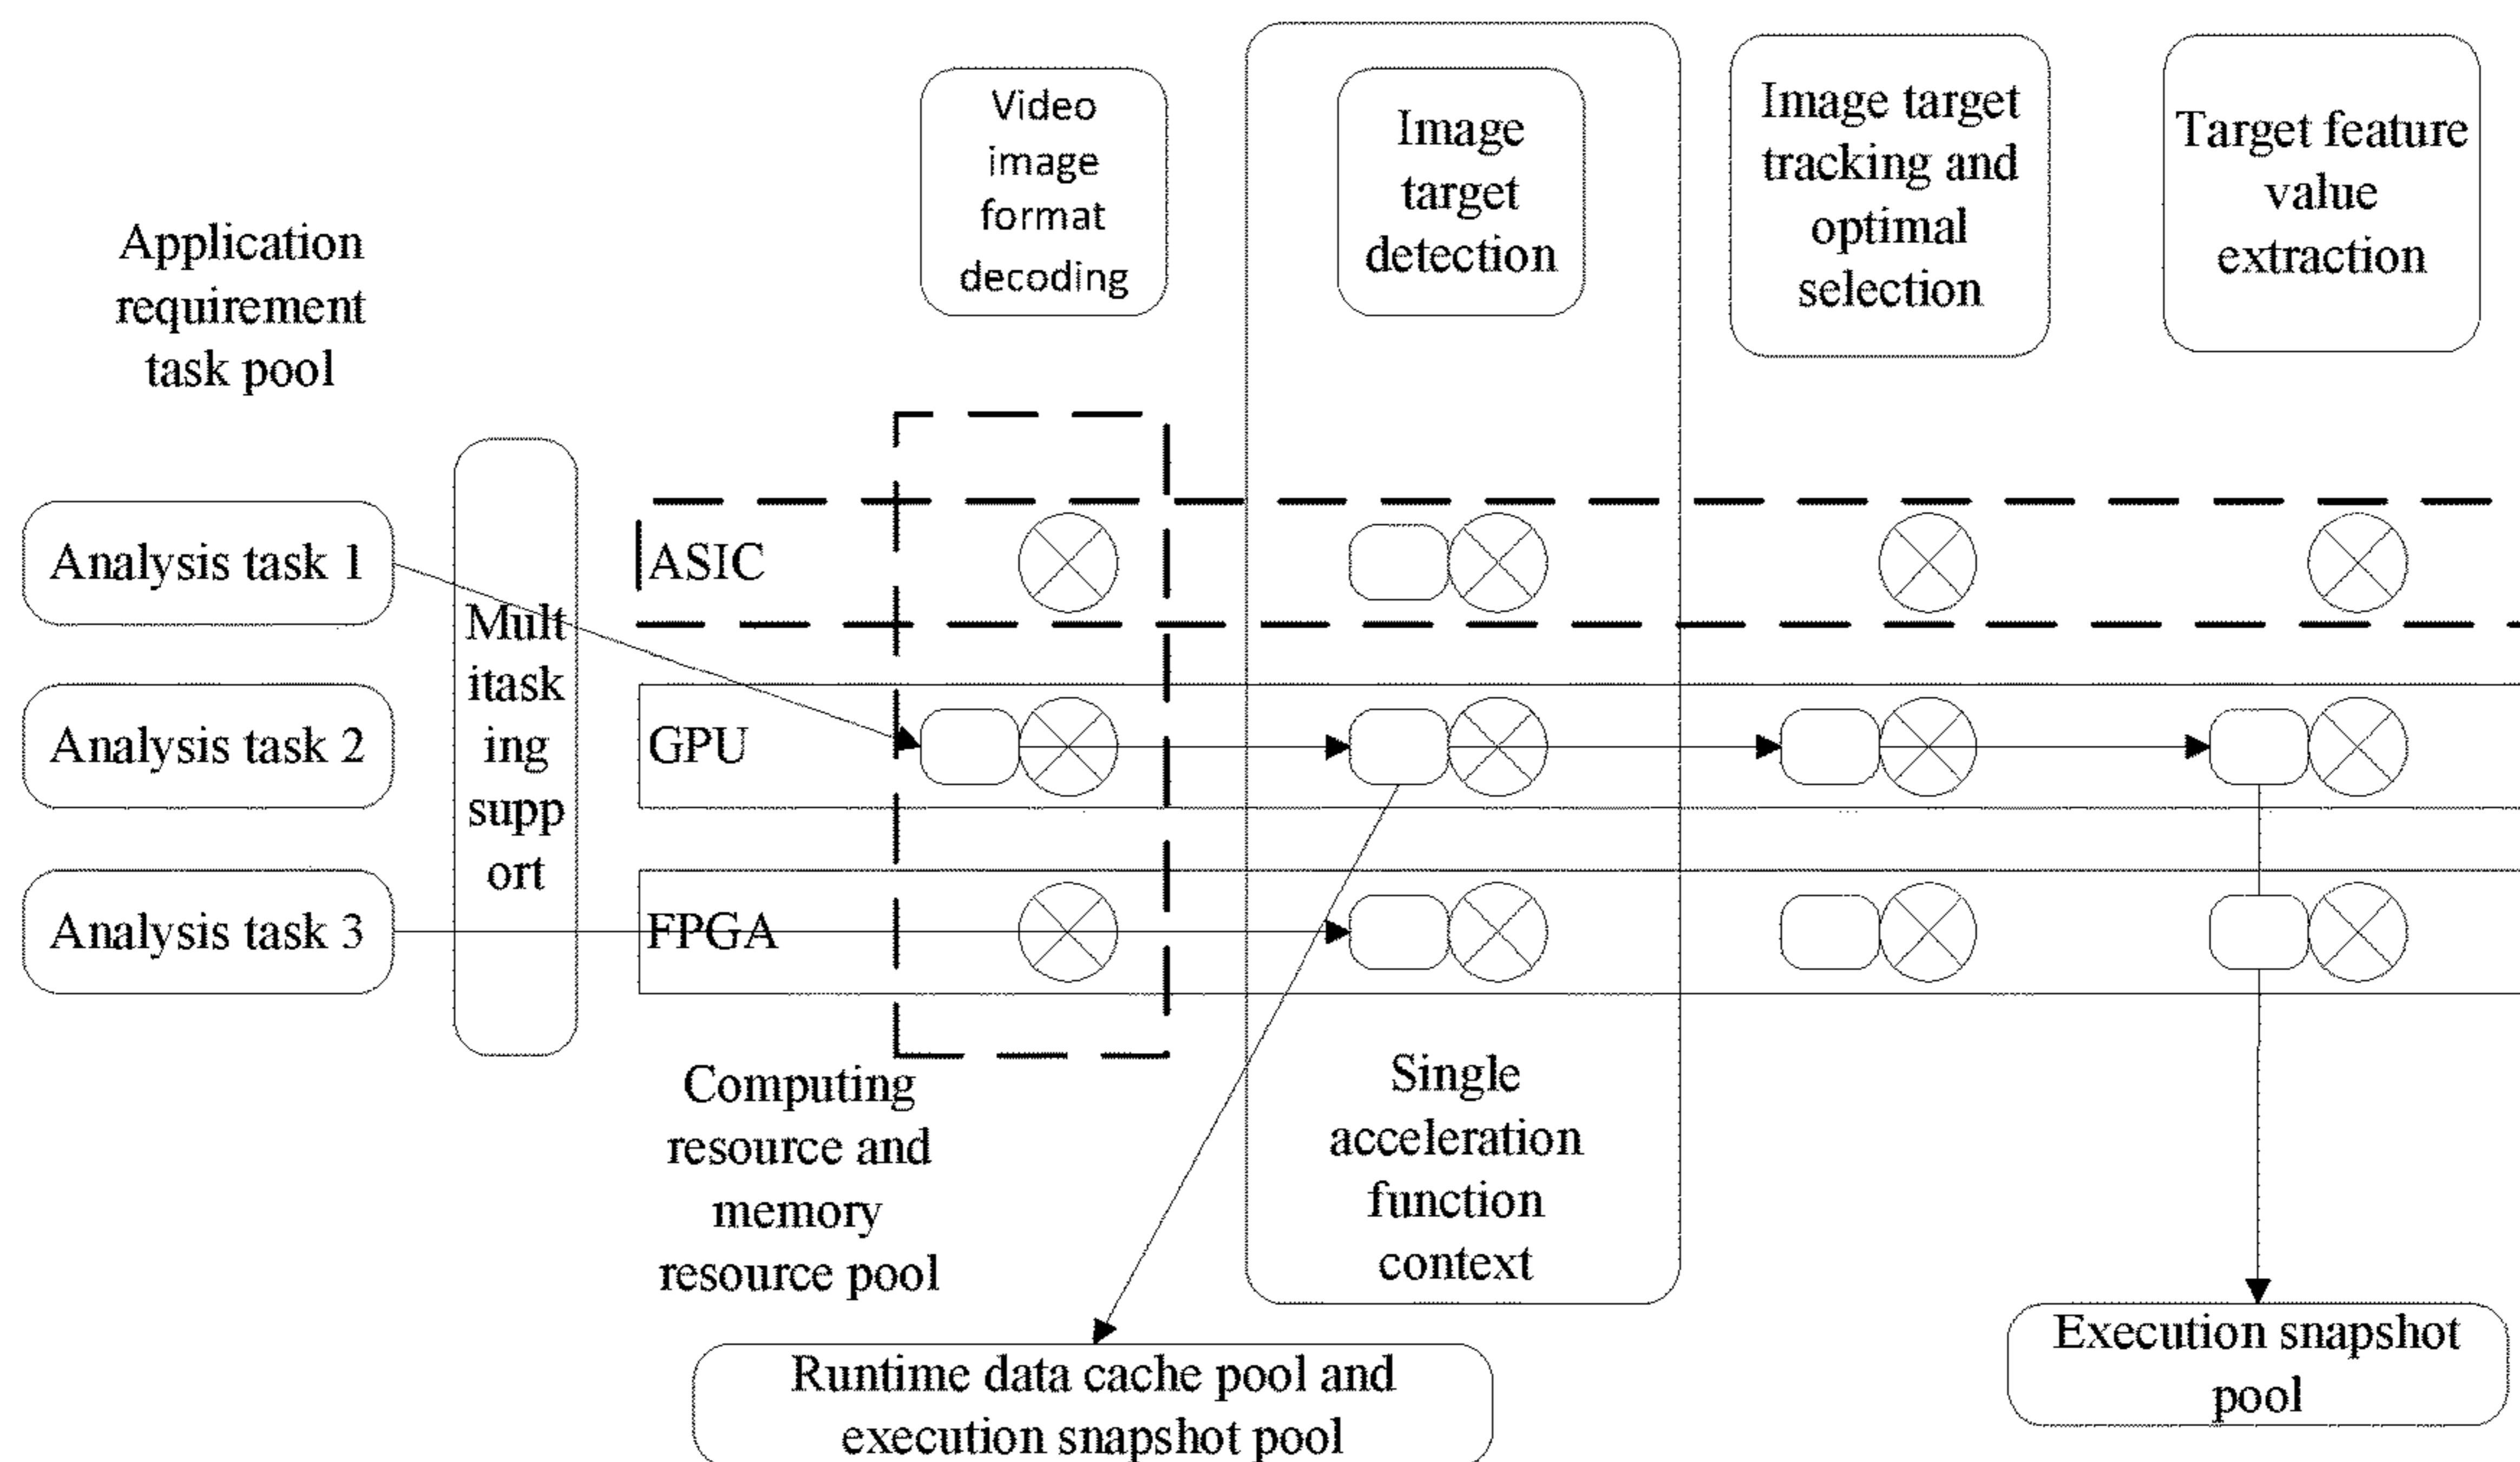 Video
image
format
decoding
Image
target
detection
Image target
tracking and
optimal
selection
Target feature
value
extraction
Application
requirement
task pool
Analysis task 1
Analysis task 2
Analysis task 3
Mult
itask
ing
supp
ort
ASIC
GPU
FPGA
Computing
resource and
memory
resource pool
Single
acceleration
function
context
Runtime data cache pool and
execution snapshot pool
Execution snapshot
pool